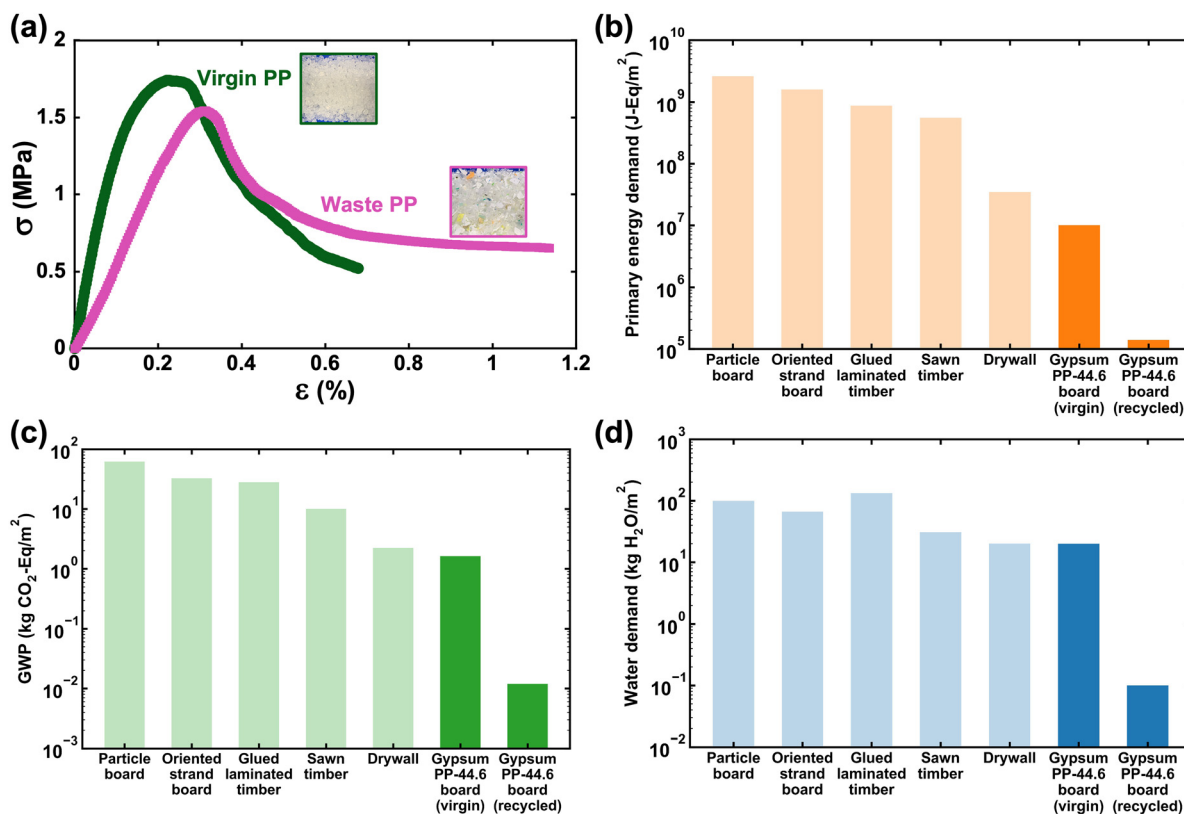 (a)
2
1.5
1
0.5
0
σ (MPa)
Virgin PP
Waste PP
0
0.2
0.4
0.6
0.8
1
1.2
ε (%)
(b)
10^10
10^9
10^8
10^7
10^6
10^5
Primary energy demand (J-Eq/m^2)
Particle
board
Oriented
strand
board
Glued
laminated
timber
Sawn
timber
Drywall
Gypsum
PP-44.6
board
(virgin)
Gypsum
PP-44.6
board
(recycled)
(c)
10^2
10^1
10^0
10^-1
10^-2
10^-3
GWP (kg CO₂-Eq/m^2)
Particle
board
Oriented
strand
board
Glued
laminated
timber
Sawn
timber
Drywall
Gypsum
PP-44.6
board
(virgin)
Gypsum
PP-44.6
board
(recycled)
(d)
10^3
10^2
10^1
10^0
10^-1
10^-2
Water demand (kg H₂O/m^2)
Particle
board
Oriented
strand
board
Glued
laminated
timber
Sawn
timber
Drywall
Gypsum
PP-44.6
board
(virgin)
Gypsum
PP-44.6
board
(recycled)